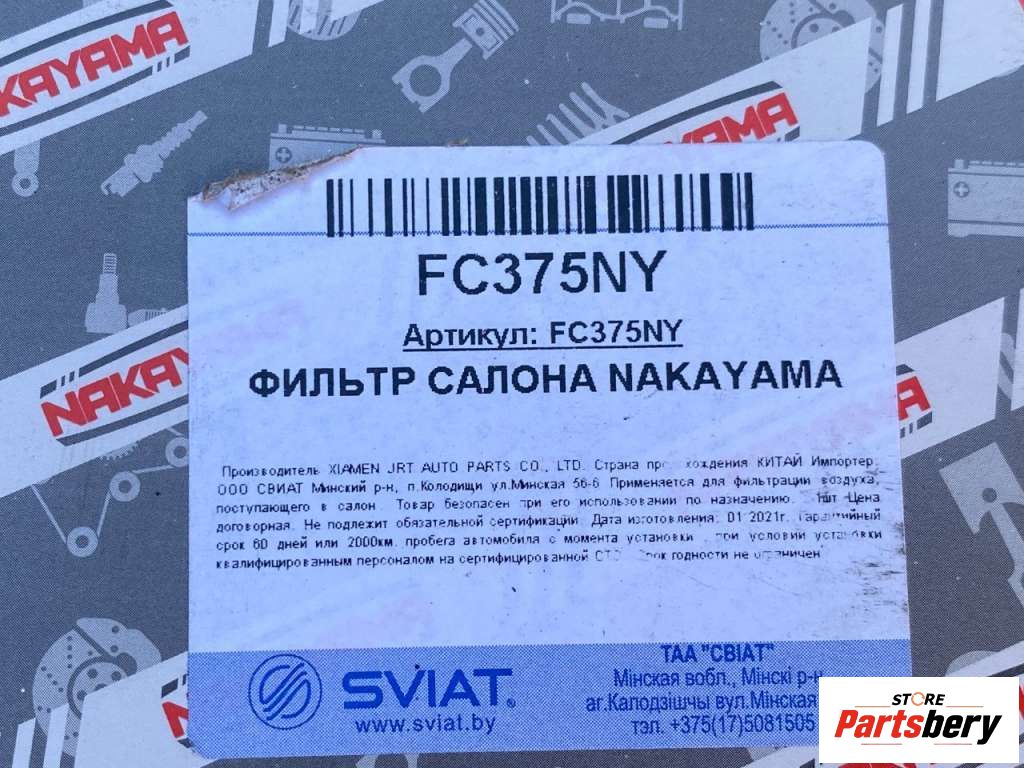 NAKAYAMA
NAKAYAMA
FC375NY
Артикул: FC375NY
ФИЛЬТР САЛОНА NAKAYAMA
NAKAYAMA
NAKAYAMA
Производитель XIAMEN JRT AUTO PARTS CO., LTD. Страна КИТАЙ Импортер
ООО СВИАТ Минский р-н, п.Колодищи ул.Минская 56-6 Применяется для фильтрации воздуха,
поступающего в салон. Товар безопасен при его использовании по назначению. 1шт Цена
договорная. Не подлежит обязательной сертификации. Дата изготовления: 01.2021г. Гарантийный
срок 60 дней или 2000км. пробега автомобиля с момента установки при условии установки
квалифицированным персоналом на сертифицированной годности не ограничен
SVIAT
www.sviat.by
ТАА "СВІАТ"
Мінская вобл., Мінскі р-н
аг.Калодзішчы вул.Мінская
тэл. +375(17)5081505
STORE
Partsbery